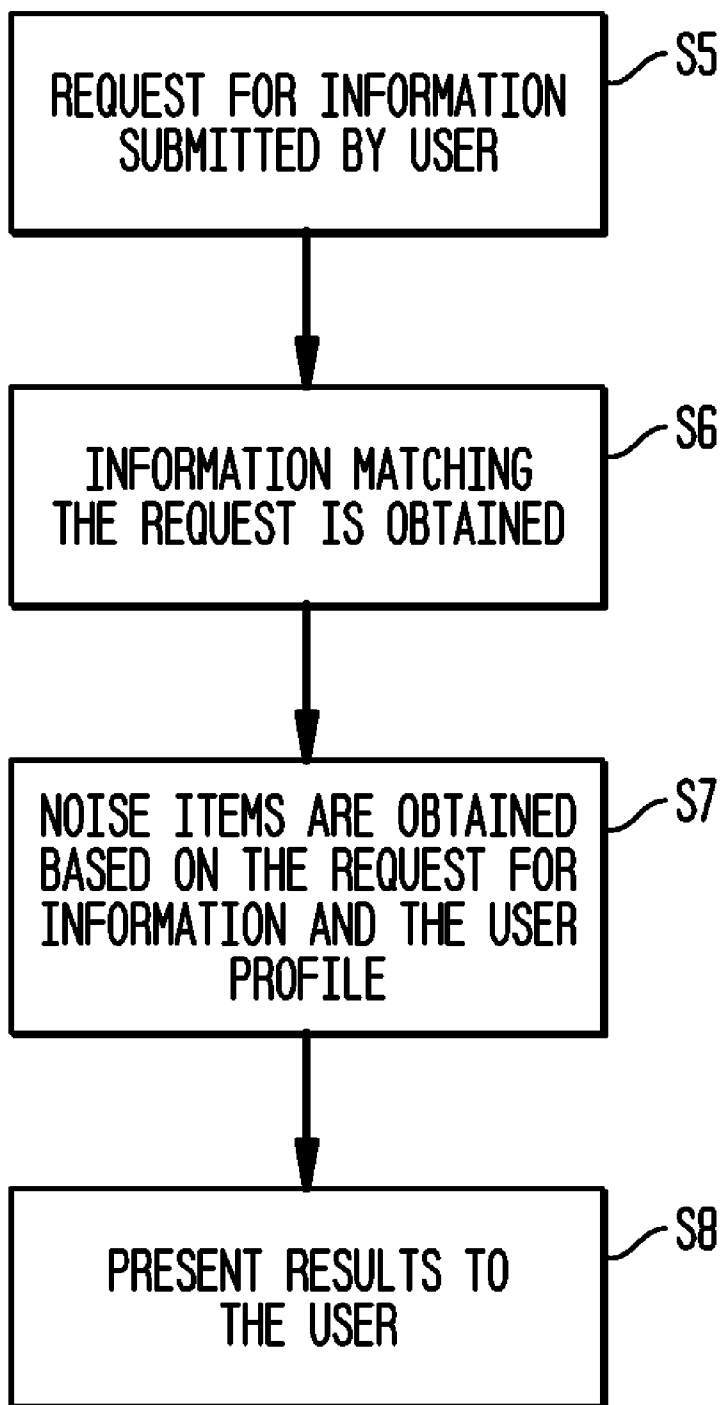 REQUEST FOR INFORMATION
SUBMITTED BY USER
S5
INFORMATION MATCHING
THE REQUEST IS OBTAINED
S6
NOISE ITEMS ARE OBTAINED
BASED ON THE REQUEST FOR
INFORMATION AND THE USER
PROFILE
S7
PRESENT RESULTS TO
THE USER
S8